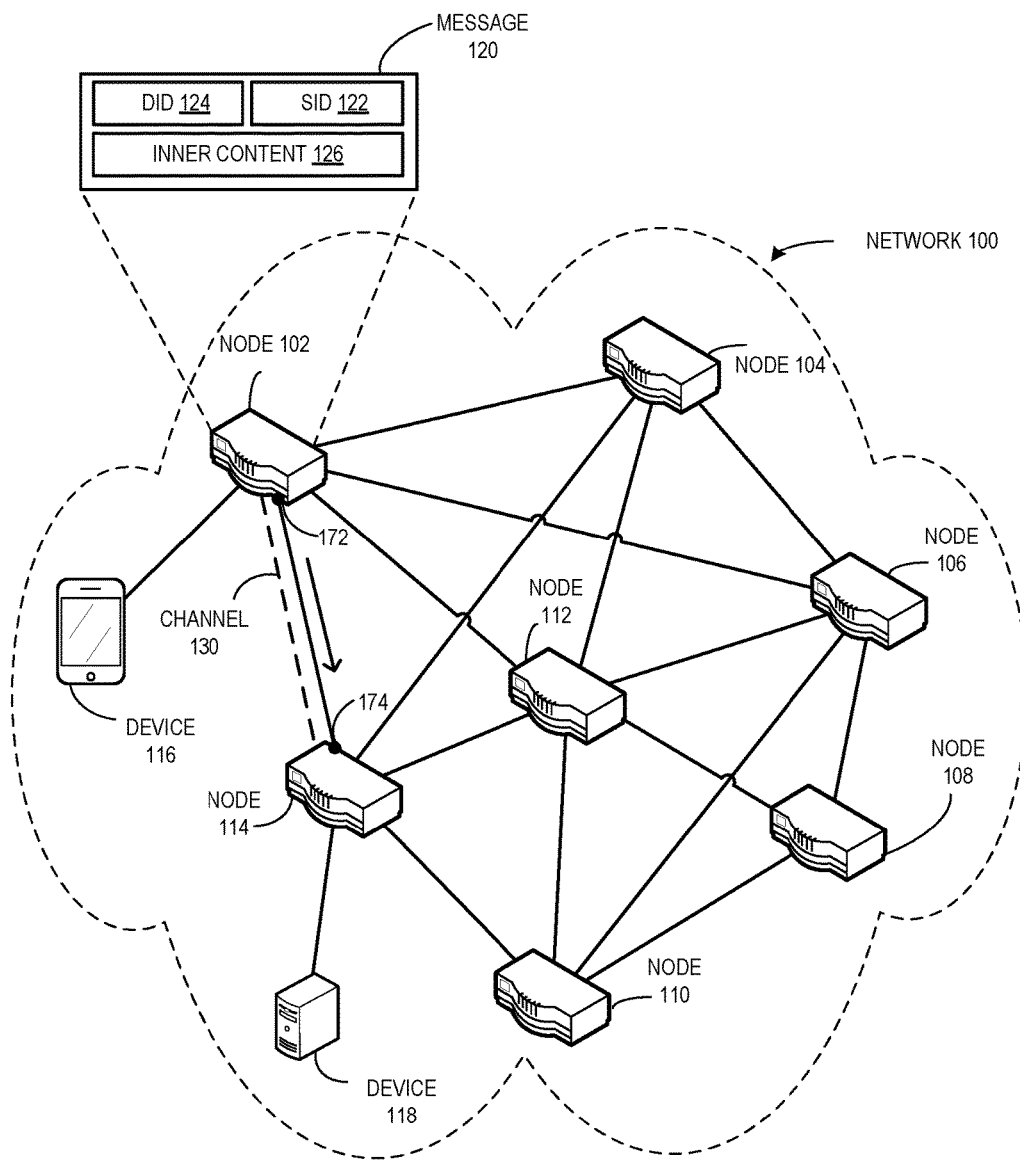 MESSAGE
120
DID 124
SID 122
INNER CONTENT 126
NETWORK 100
NODE 102
NODE 104
172
NODE
106
NODE
112
CHANNEL
130
174
DEVICE
116
NODE
108
NODE
114
NODE
110
DEVICE
118